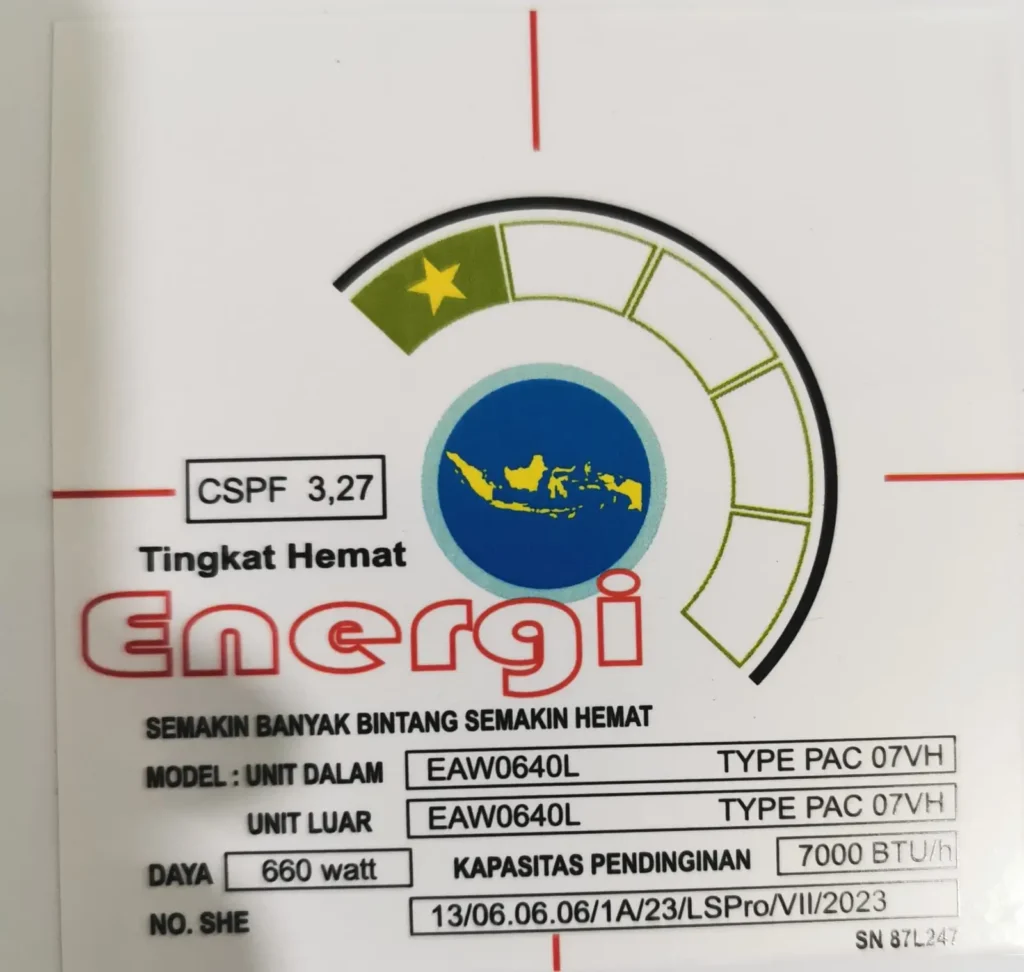 CSPF 3,27
Tingkat Hemat
Energi
SEMAKIN BANYAK BINTANG SEMAKIN HEMAT
MODEL : UNIT DALAM EAW0640L TYPE PAC 07VH
UNIT LUAR EAW0640L TYPE PAC 07VH
DAYA 660 watt KAPASITAS PENDINGINAN 7000 BTU/h
NO. SHE 13/06.06.06/1A/23/LSPro/VII/2023
SN 87L247